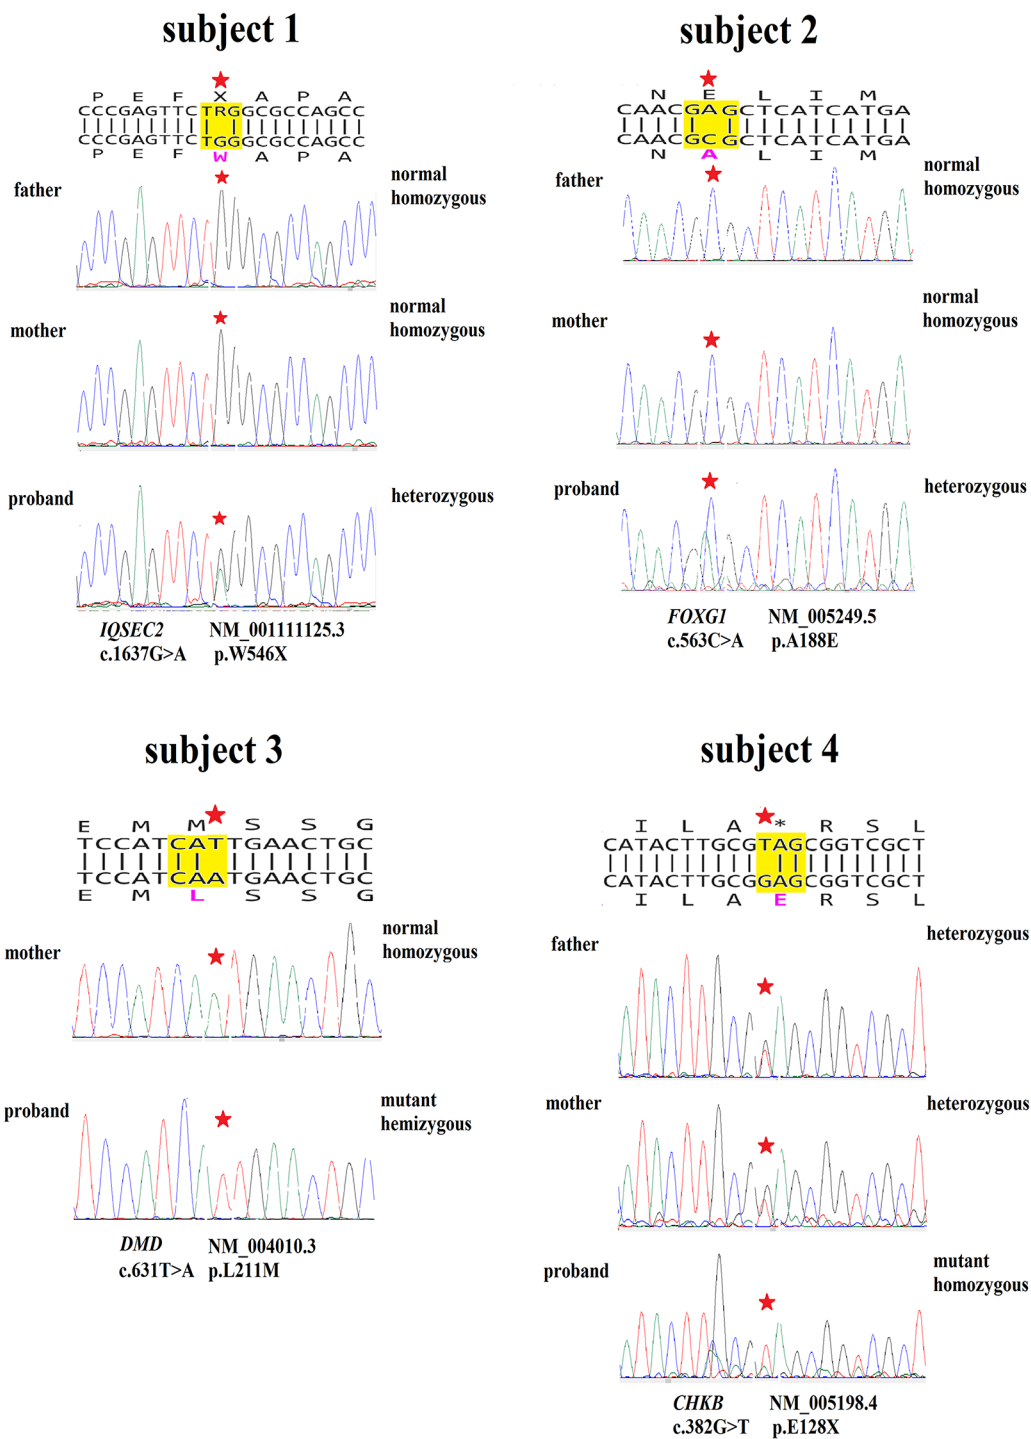 subject 1
P E F X A P A
CCCGAGTTCTRGGCGCCAGCC
CCCGAGTTCTGGGCGCCAGCC
P E F W A P A
father
normal
homozygous
mother
normal
homozygous
proband
heterozygous
IQSEC2 NM_001111125.3
c.1637G>A p.W546X
subject 2
N E L I M
CAACGAGCTCATCATGA
CAACGCGCTCATCATGA
N A L I M
father
normal
homozygous
mother
normal
homozygous
proband
heterozygous
FOXG1 NM_005249.5
c.563C>A p.A188E
subject 3
E M M S S G
TCCATCATTGAACTGC
TCCATCAATGAACTGC
E M L S S G
mother
normal
homozygous
proband
mutant
hemizygous
DMD NM_004010.3
c.631T>A p.L211M
subject 4
I L A * R S L
CATACTTGCGTAGCGGTCGCT
CATACTTGCGGAGCGGTCGCT
I L A E R S L
father
heterozygous
mother
heterozygous
proband
mutant
homozygous
CHKB NM_005198.4
c.382G>T p.E128X